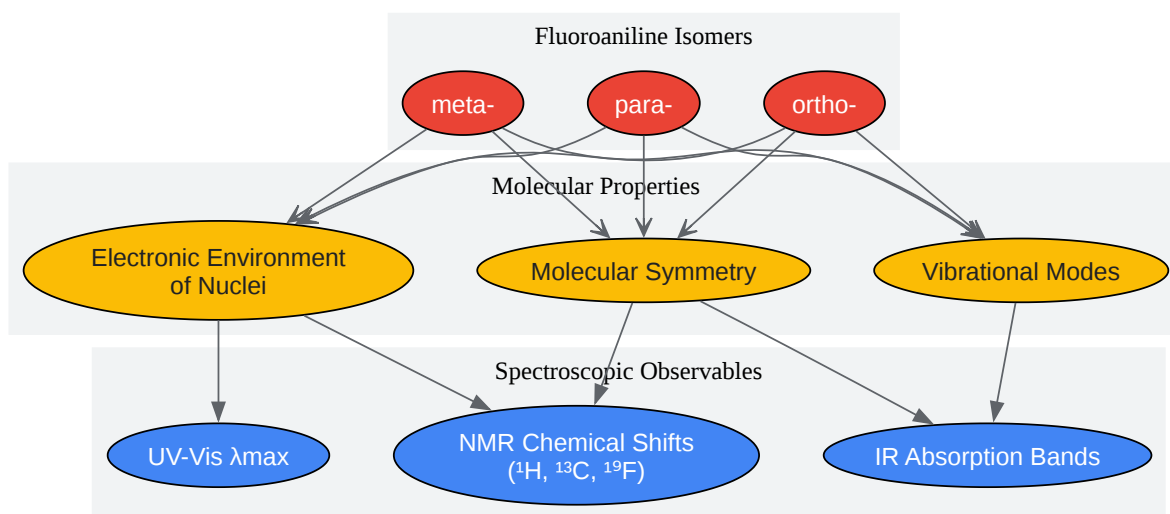 Fluoroaniline Isomers
meta-
para-
ortho-
Molecular Properties
Electronic Environment
of Nuclei
Molecular Symmetry
Vibrational Modes
Spectroscopic Observables
UV-Vis λmax
NMR Chemical Shifts
(¹H, ¹³C, ¹⁹F)
IR Absorption Bands